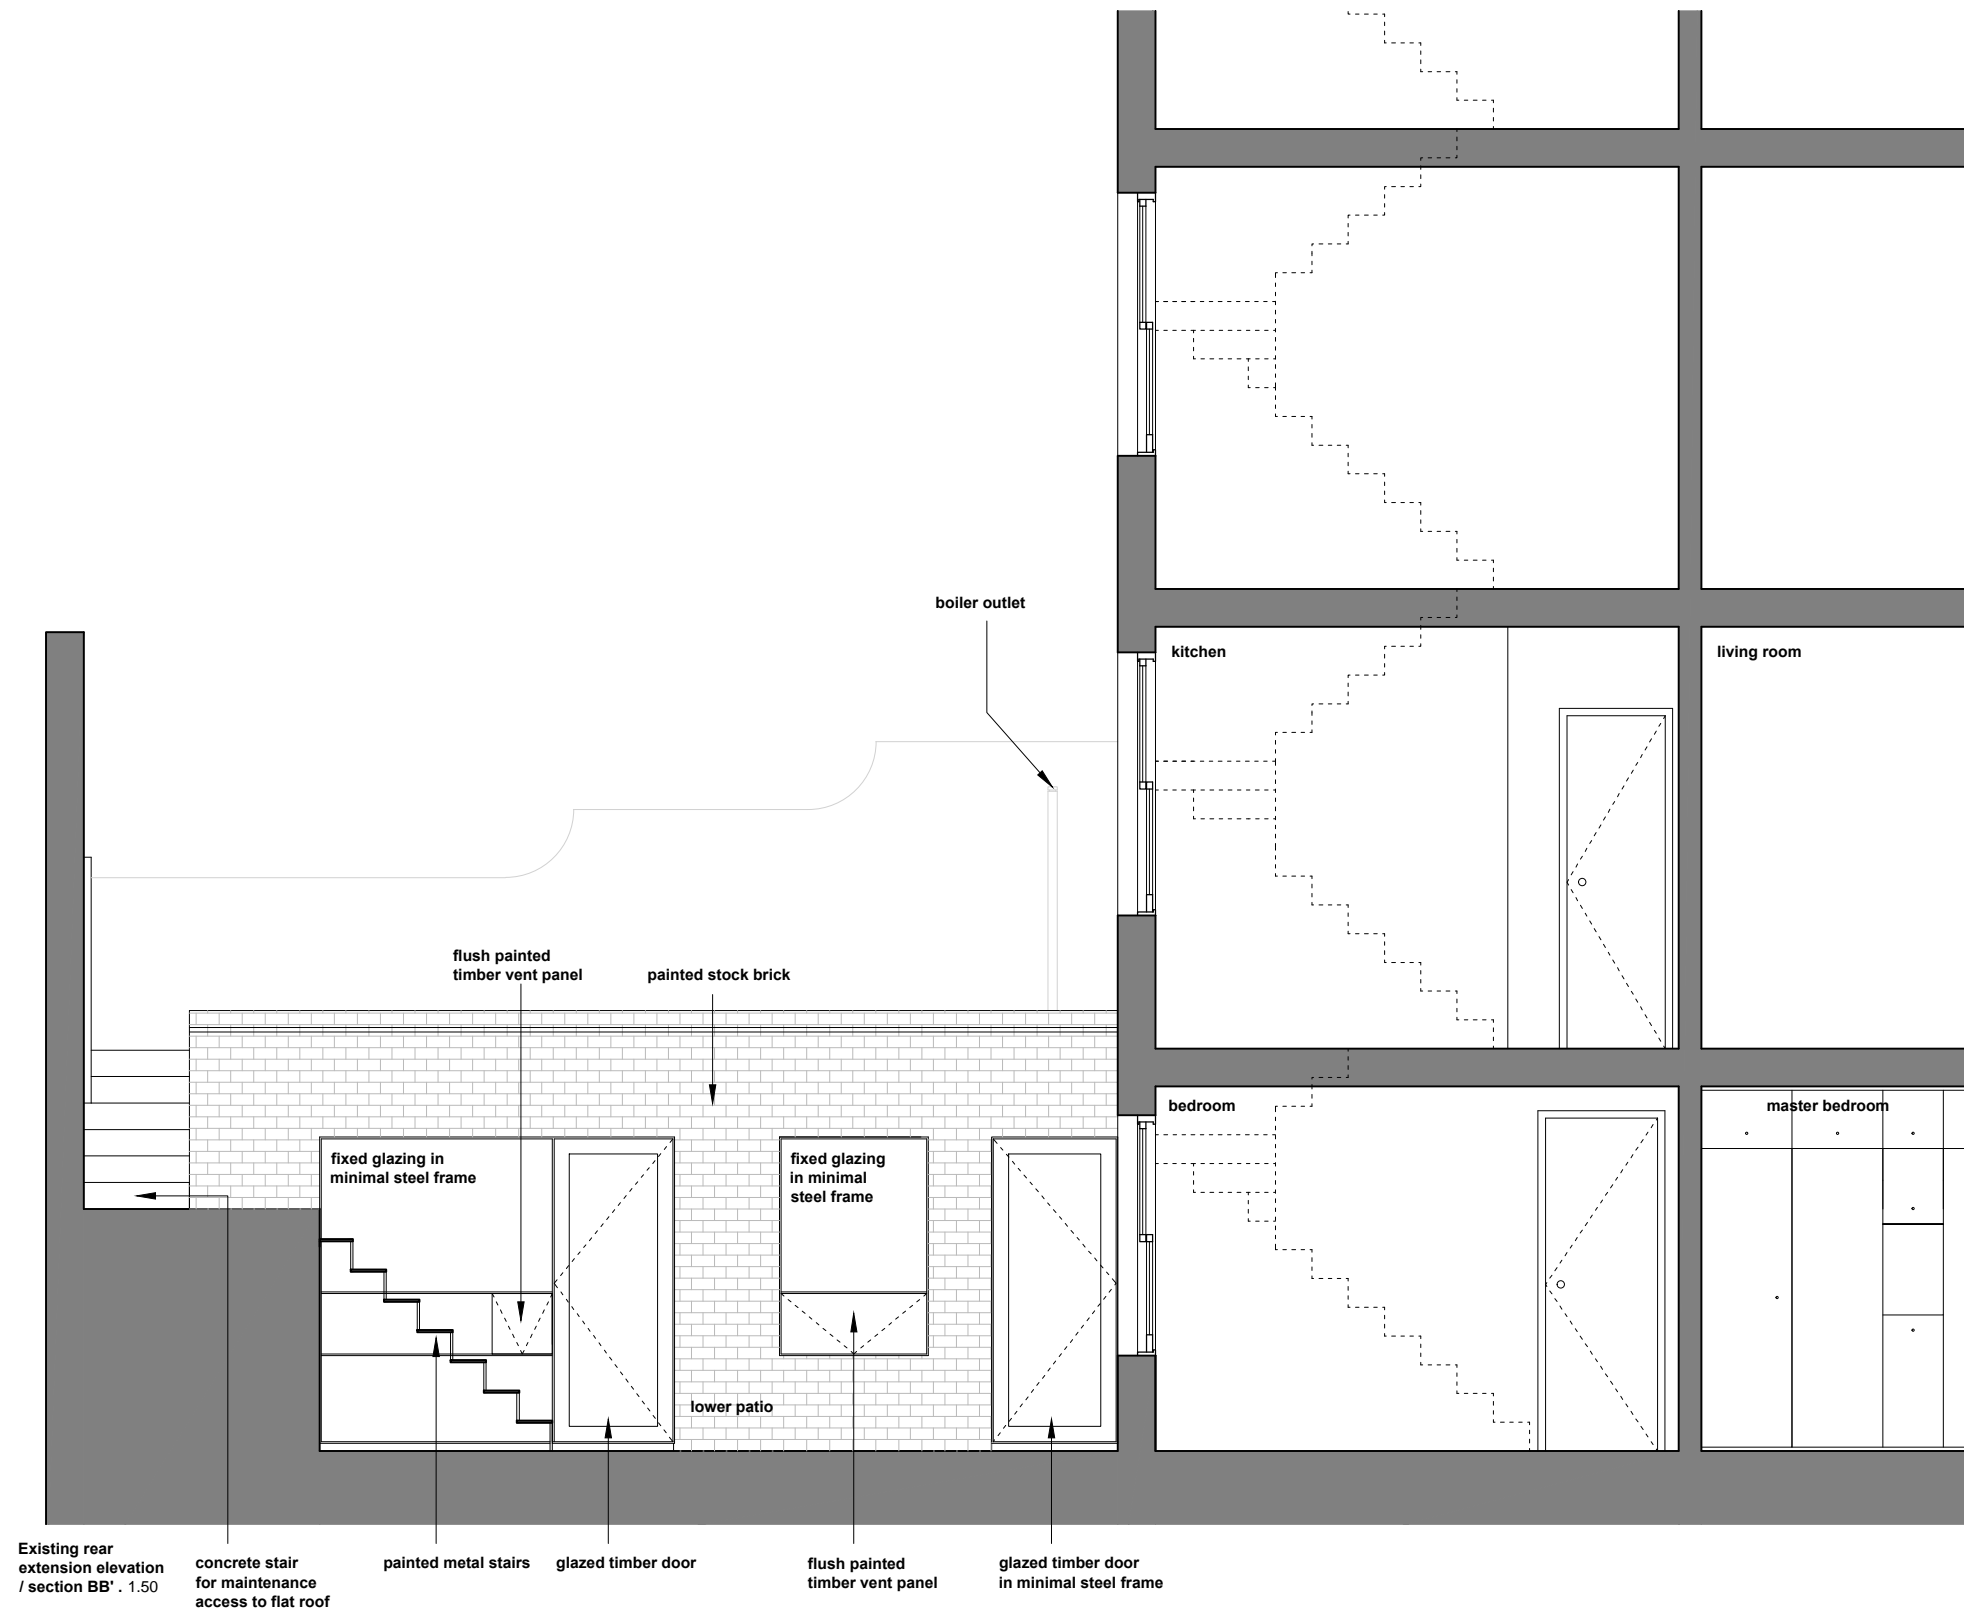 boiler outlet
kitchen
living room
flush painted
timber vent panel
painted stock brick
bedroom
master bedroom
fixed glazing in
minimal steel frame
fixed glazing
in minimal
steel frame
lower patio
Existing rear
extension elevation
/ section BB' . 1.50
concrete stair
for maintenance
access to flat roof
painted metal stairs
glazed timber door
flush painted
timber vent panel
glazed timber door
in minimal steel frame